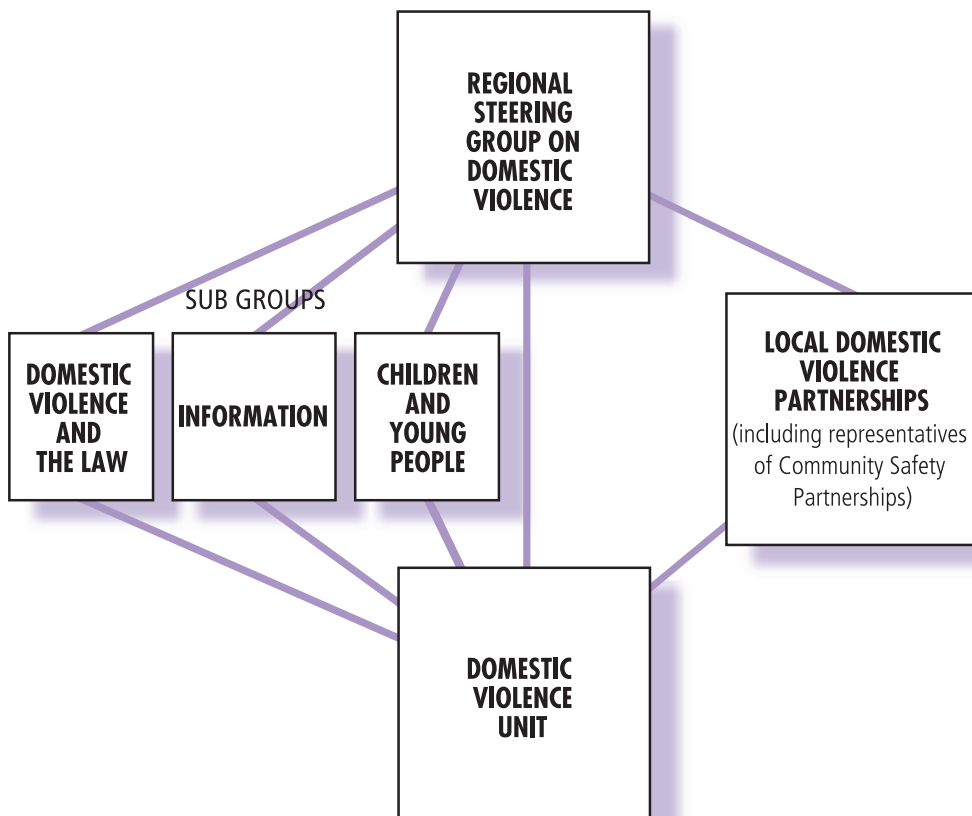 REGIONAL
STEERING
GROUP ON
DOMESTIC
VIOLENCE
SUB GROUPS
DOMESTIC
VIOLENCE
AND
THE LAW
INFORMATION
CHILDREN
AND
YOUNG
PEOPLE
LOCAL DOMESTIC
VIOLENCE
PARTNERSHIPS
(including representatives
of Community Safety
Partnerships)
DOMESTIC
VIOLENCE
UNIT